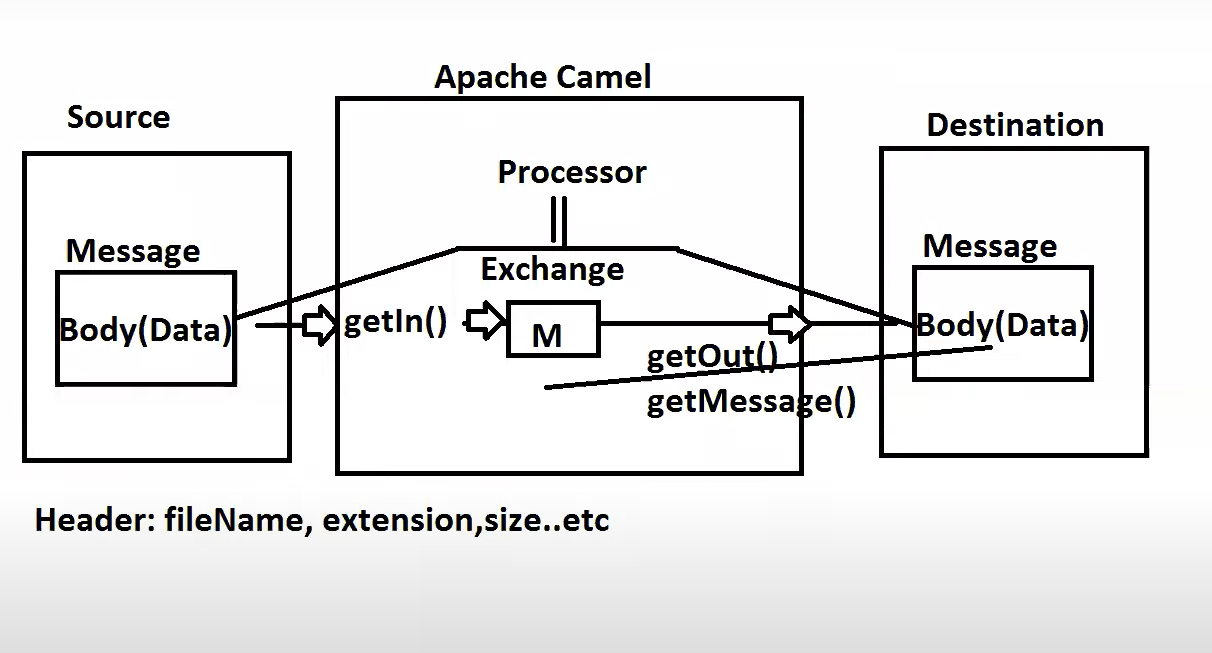 Apache Camel
Source
Destination
Processor
Message
Message
Exchange
Body(Data)
getIn()
M
Body(Data)
getOut()
getMessage()
Header: fileName, extension,size..etc